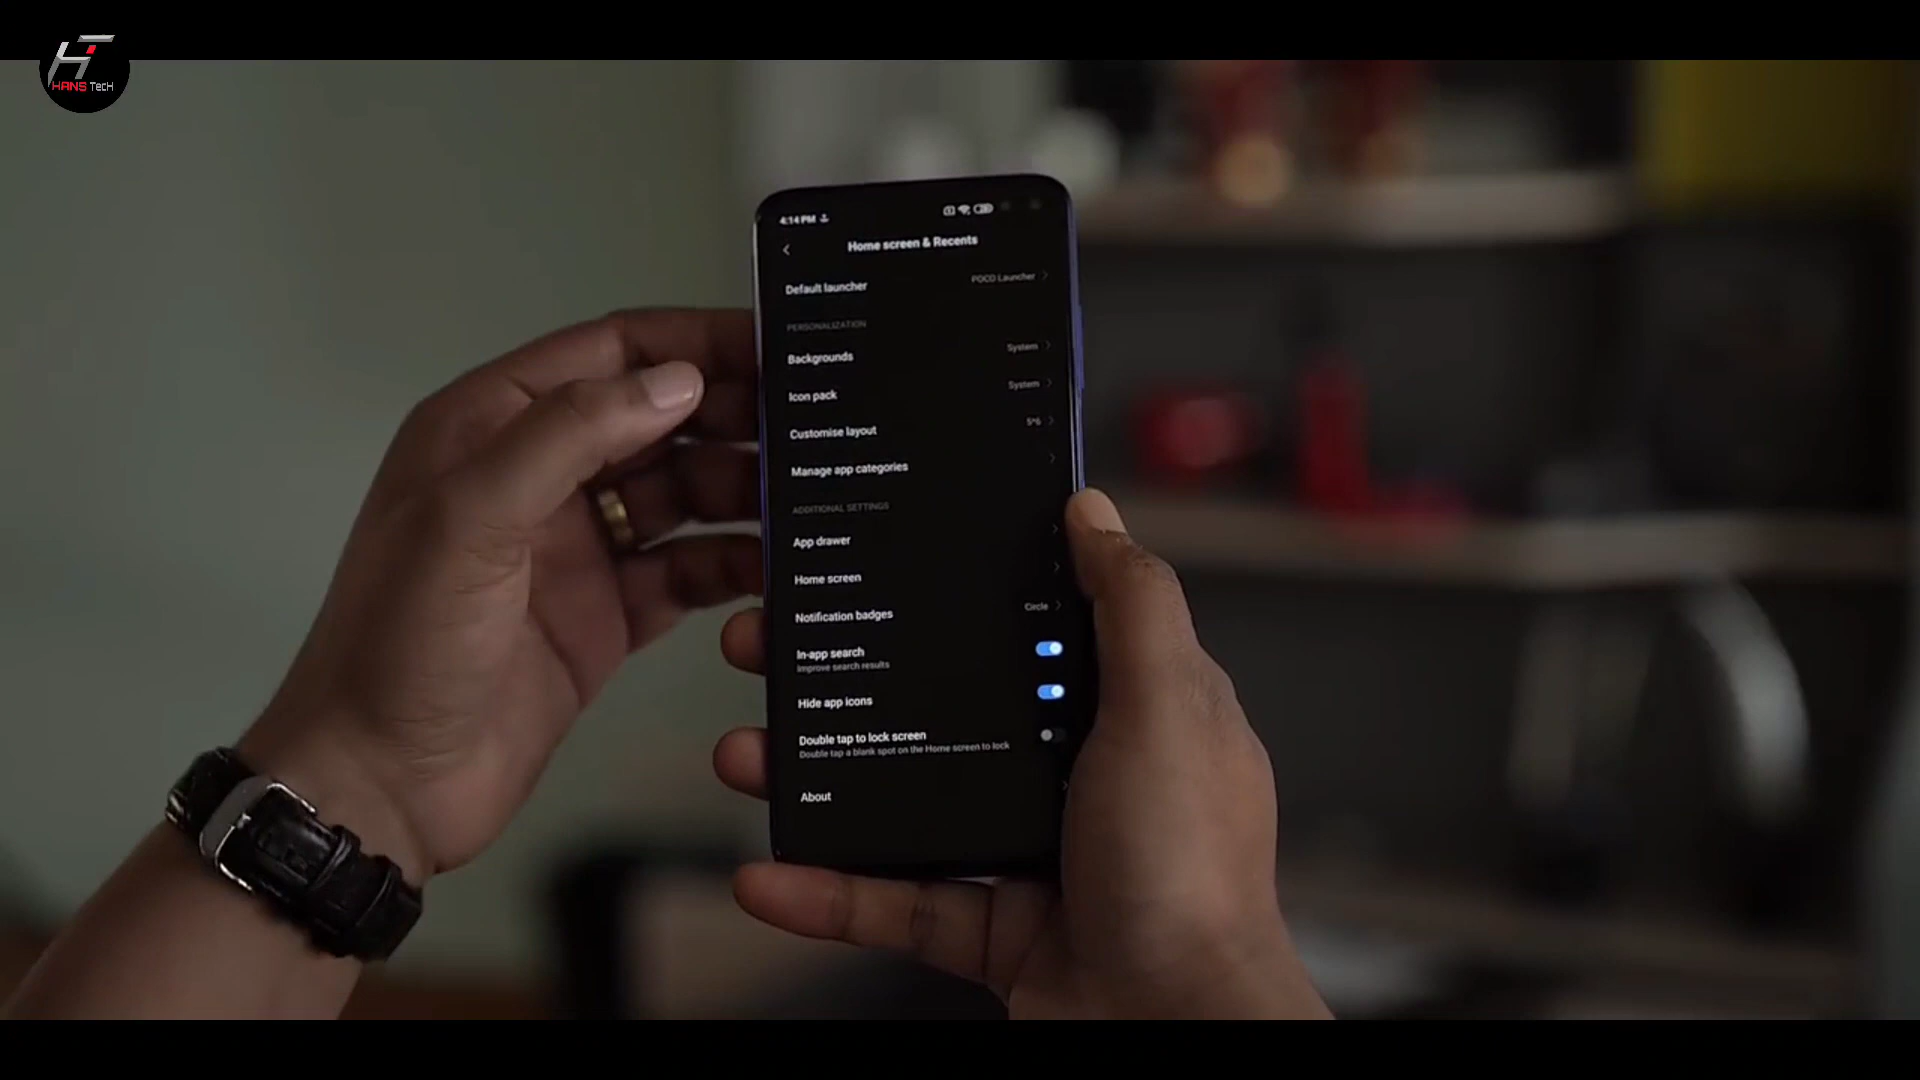 HANS TecH
4:14 PM
Home screen & Recents
Default launcher POCO Launcher
PERSONALIZATION
Backgrounds System
Icon pack System
Customise layout 5*6
Manage app categories
ADDITIONAL SETTINGS
App drawer
Home screen
Notification badges Circle
In-app search
Improve search results
Hide app icons
Double tap to lock screen
Double tap a blank spot on the Home screen to lock
About